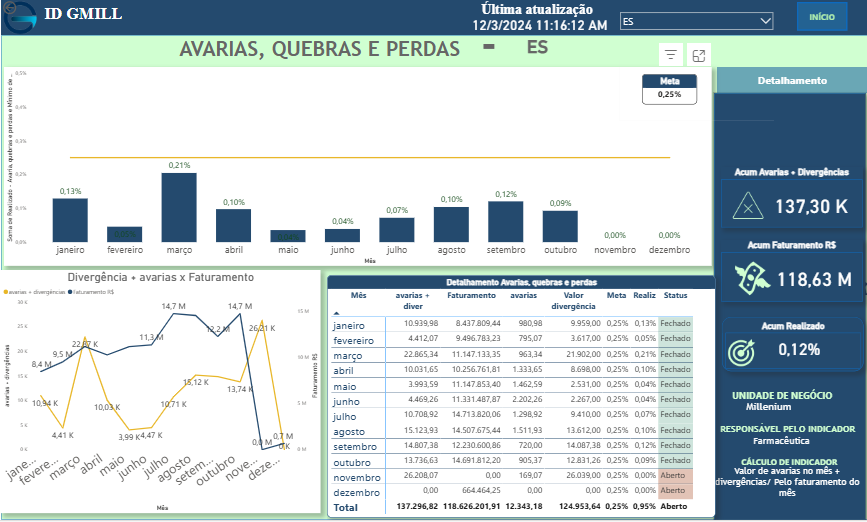 ID GMILL
Última atualização
12/3/2024 11:16:12 AM
ES
INÍCIO
AVARIAS, QUEBRAS E PERDAS - ES
Detalhamento
Meta
0,25%
Soma de Realizado - Avaria, quebras e perdas e Mínimo de ...
0,5%
0,4%
0,3%
0,2%
0,1%
0,0%
0,13%
0,21%
0,10%
0,04%
0,07%
0,10%
0,12%
0,09%
0,00%
0,00%
janeiro fevereiro março abril maio junho julho agosto setembro outubro novembro dezembro
Mês
Acum Avarias + Divergências
137,30 K
Acum Faturamento R$
118,63 M
Acum Realizado
0,12%
UNIDADE DE NEGÓCIO
Millenium
RESPONSÁVEL PELO INDICADOR
Farmacêutica
CÁLCULO DE INDICADOR
Valor de avarias no mês +
divergências/ Pelo faturamento do
mês
Divergência + avarias x Faturamento
avarias + divergências faturamento R$
avarias + divergências
30 K
25 K
20 K
15 K
10 K
5 K
0 K
8,4 M
9,5 M
22,87 K
11,3 M
14,7 M
12,2 M
14,7 M
26,21 K
10,94 K
4,41 K
10,03 K
3,99 K
4,47 K
10,71 K
15,12 K
13,74 K
0,0 M
0,7 M
15 M
10 M
5 M
0 M
Faturamento R$
jane... fevere... março abril maio junho julho agosto setem... outubro nove... deze...
Mês
Detalhamento Avarias, quebras e perdas
Mês avarias + diver Faturamento avarias Valor divergência Meta Realiz Status
janeiro 10.939,98 8.437.809,44 980,98 9.959,00 0,25% 0,13% Fechado
fevereiro 4.412,07 9.496.783,23 795,07 3.617,00 0,25% 0,05% Fechado
março 22.865,34 11.147.133,35 963,34 21.902,00 0,25% 0,21% Fechado
abril 10.031,65 10.256.761,81 1.333,65 8.698,00 0,25% 0,10% Fechado
maio 3.993,59 11.147.853,40 1.462,59 2.531,00 0,25% 0,04% Fechado
junho 4.469,26 11.331.487,87 2.202,26 2.267,00 0,25% 0,04% Fechado
julho 10.708,92 14.713.820,06 1.298,92 9.410,00 0,25% 0,07% Fechado
agosto 15.123,93 14.507.675,44 1.511,93 13.612,00 0,25% 0,10% Fechado
setembro 14.807,38 12.230.600,86 720,00 14.087,38 0,25% 0,12% Fechado
outubro 13.736,63 14.691.812,20 905,37 12.831,26 0,25% 0,09% Fechado
novembro 26.208,07 0,00 169,07 26.039,00 0,25% 0,00% Aberto
dezembro 0,00 664.464,25 0,00 0,00 0,25% 0,00% Aberto
Total 137.296,82 118.626.201,91 12.343,18 124.953,64 0,25% 0,95% Aberto